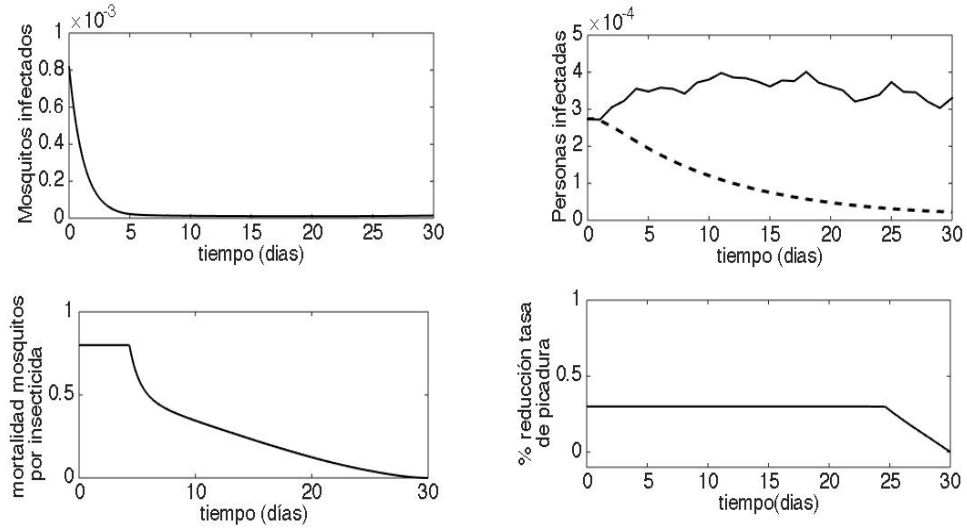 ×10⁻³
1
0.8
0.6
0.4
0.2
0
Mosquitos infectados
0 5 10 15 20 25 30
tiempo (dias)
×10⁻⁴
5
4
3
2
1
0
Personas infectadas
0 5 10 15 20 25 30
tiempo (dias)
1
0.5
0
mortalidad mosquitos
por insecticida
0 10 20 30
tiempo (días)
1
0.5
0
% reducción tasa
de picadura
0 5 10 15 20 25 30
tiempo(dias)